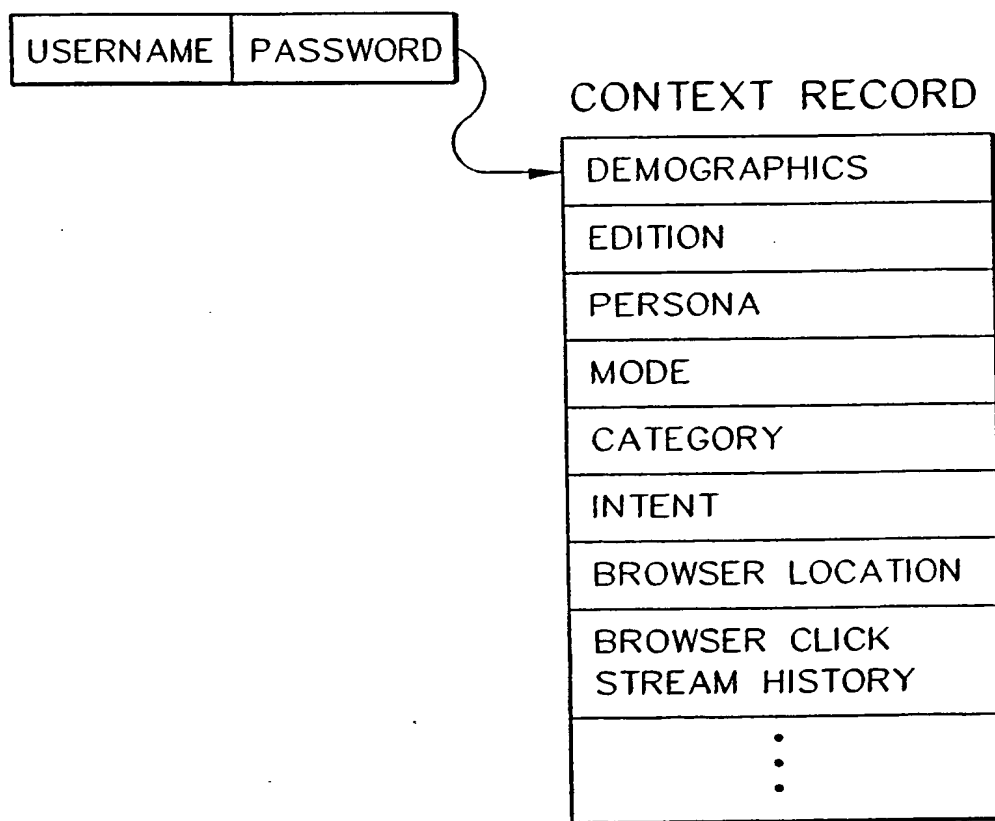 USERNAME PASSWORD
CONTEXT RECORD
DEMOGRAPHICS
EDITION
PERSONA
MODE
CATEGORY
INTENT
BROWSER LOCATION
BROWSER CLICK
STREAM HISTORY